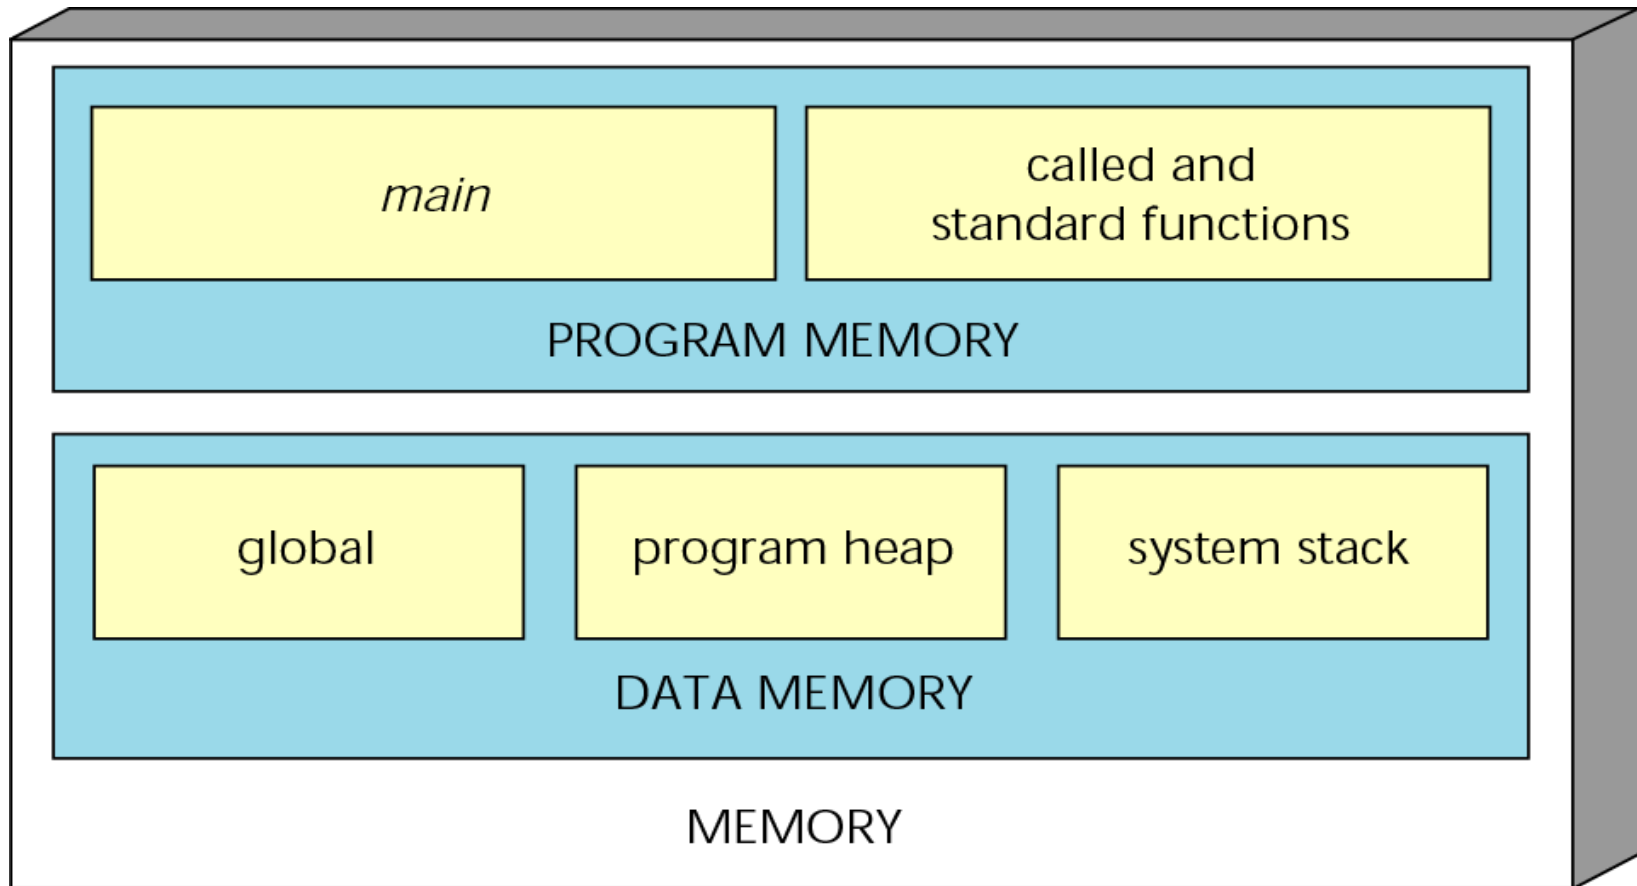 main
called and
standard functions
PROGRAM MEMORY
global
program heap
system stack
DATA MEMORY
MEMORY